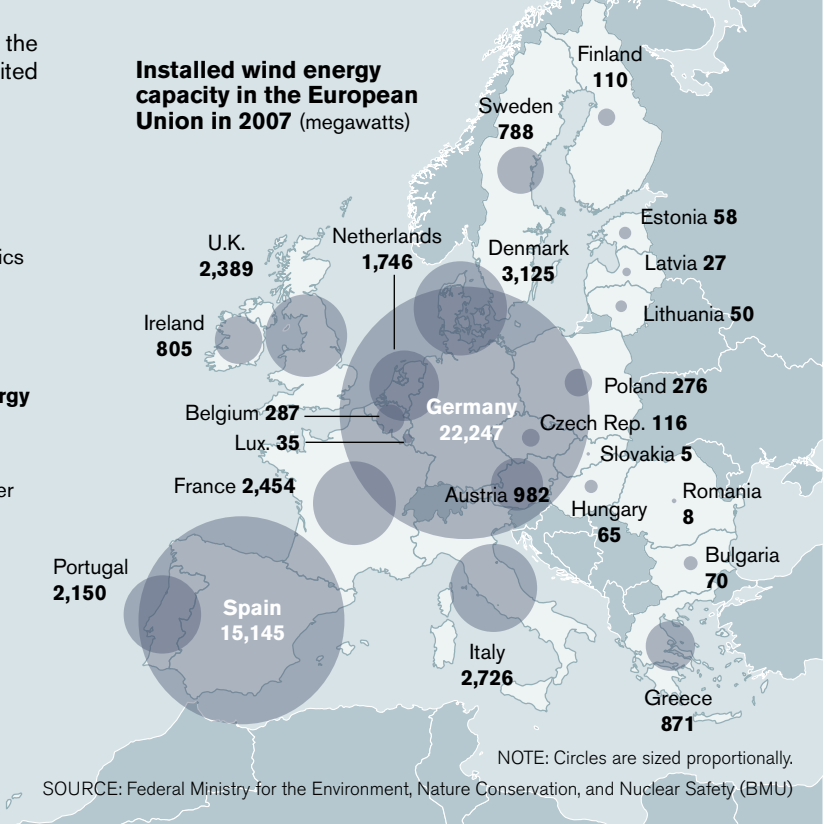 the
ited
Installed wind energy
capacity in the European
Union in 2007 (megawatts)
Finland
110
Sweden
788
Estonia 58
Netherlands
1,746
U.K.
2,389
Denmark
3,125
ics
Latvia 27
Ireland
805
Lithuania 50
rgy
Poland 276
Belgium 287
Germany
22,247
Czech Rep. 116
Lux. 35
Slovakia 5
er
France 2,454
Austria 982
Romania
8
Hungary
65
Bulgaria
70
Portugal
2,150
Spain
15,145
Italy
2,726
Greece
871
NOTE: Circles are sized proportionally.
SOURCE: Federal Ministry for the Environment, Nature Conservation, and Nuclear Safety (BMU)